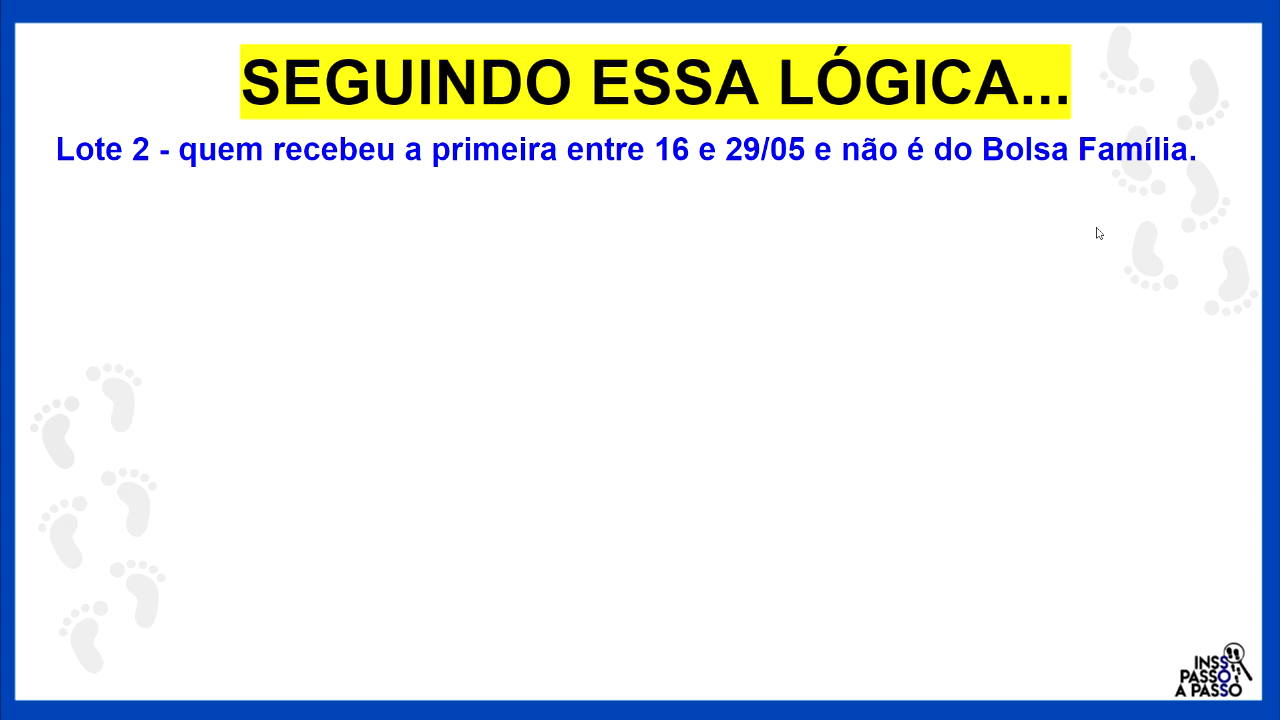 SEGUINDO ESSA LÓGICA...
Lote 2 - quem recebeu a primeira entre 16 e 29/05 e não é do Bolsa Família.
INSS
PASSO
A PASSO